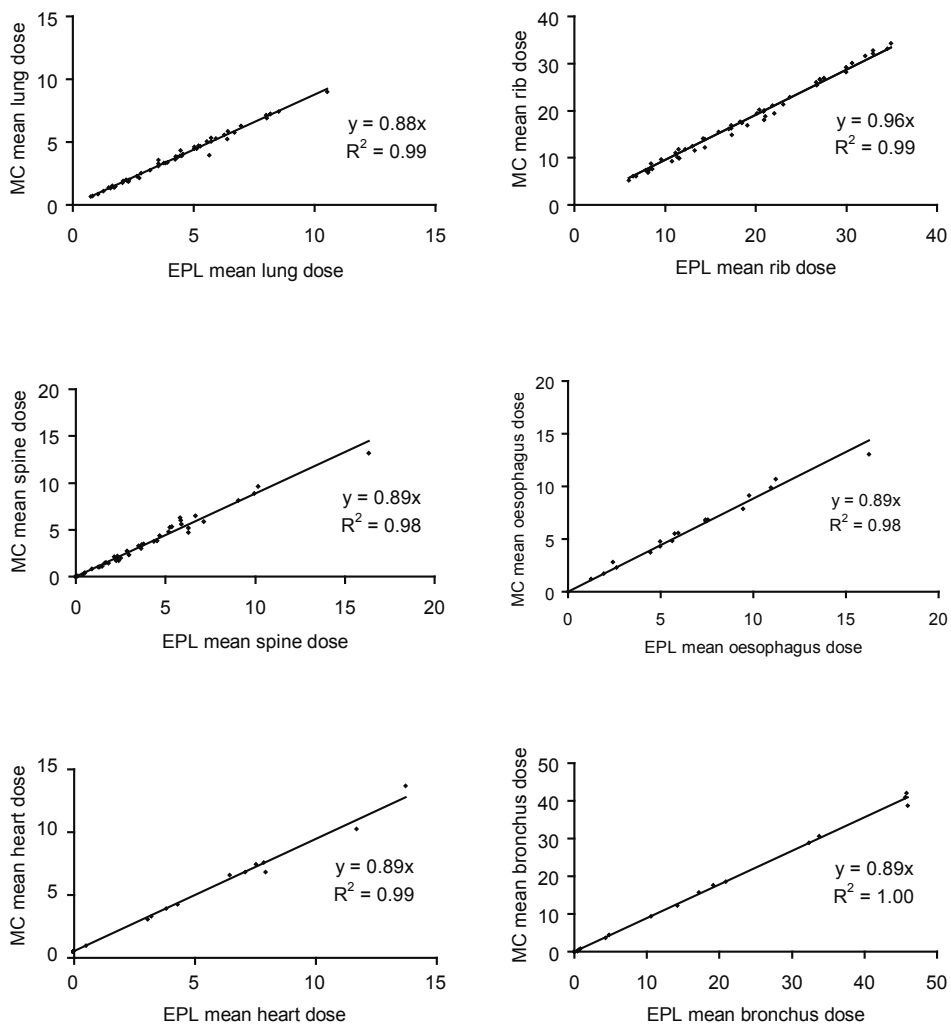 15
10
5
0
MC mean lung dose
y = 0.88x
R² = 0.99
0 5 10 15
EPL mean lung dose
40
30
20
10
0
MC mean rib dose
y = 0.96x
R² = 0.99
0 10 20 30 40
EPL mean rib dose
20
15
10
5
0
MC mean spine dose
y = 0.89x
R² = 0.98
0 5 10 15 20
EPL mean spine dose
20
15
10
5
0
MC mean oesophagus dose
y = 0.89x
R² = 0.98
0 5 10 15 20
EPL mean oesophagus dose
15
10
5
0
MC mean heart dose
y = 0.89x
R² = 0.99
0 5 10 15
EPL mean heart dose
50
40
30
20
10
0
MC mean bronchus dose
y = 0.89x
R² = 1.00
0 10 20 30 40 50
EPL mean bronchus dose